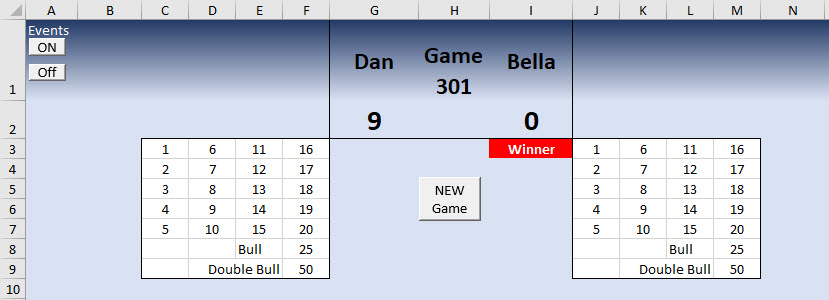 A B C D E F G H I J K L M N
Events
ON
Off
Dan Game Bella
301
1
2 9 0
3 1 6 11 16 Winner 1 6 11 16
4 2 7 12 17 2 7 12 17
5 3 8 13 18 NEW 3 8 13 18
6 4 9 14 19 Game 4 9 14 19
7 5 10 15 20 5 10 15 20
8 Bull 25 Bull 25
9 Double Bull 50 Double Bull 50
10